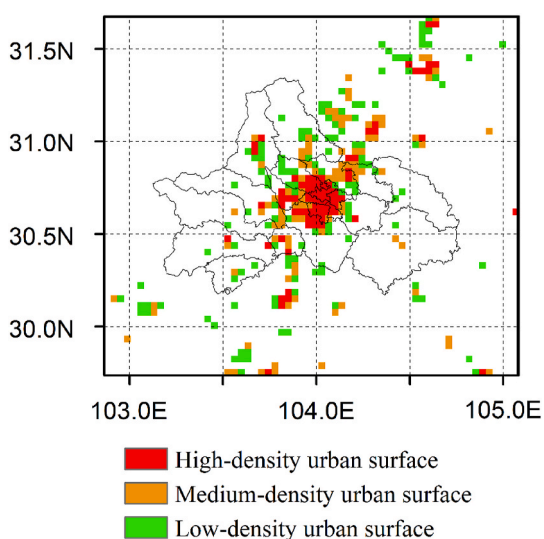 31.5N
31.0N
30.5N
30.0N
103.0E 104.0E 105.0E
High-density urban surface
Medium-density urban surface
Low-density urban surface